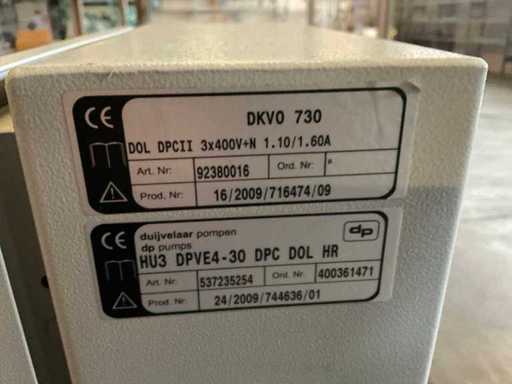 CE
DKVO 730
DOL DPCII 3x400V+N 1.10/1.60A
Art. Nr: 92380016 Ord. Nr: *
Prod. Nr: 16/2009/716474/09
CE duijvelaar pompen dp
dp pumps
HU3 DPVE4-30 DPC DOL HR
Art. Nr: 537235254 Ord. Nr: 400361471
Prod. Nr: 24/2009/744636/01